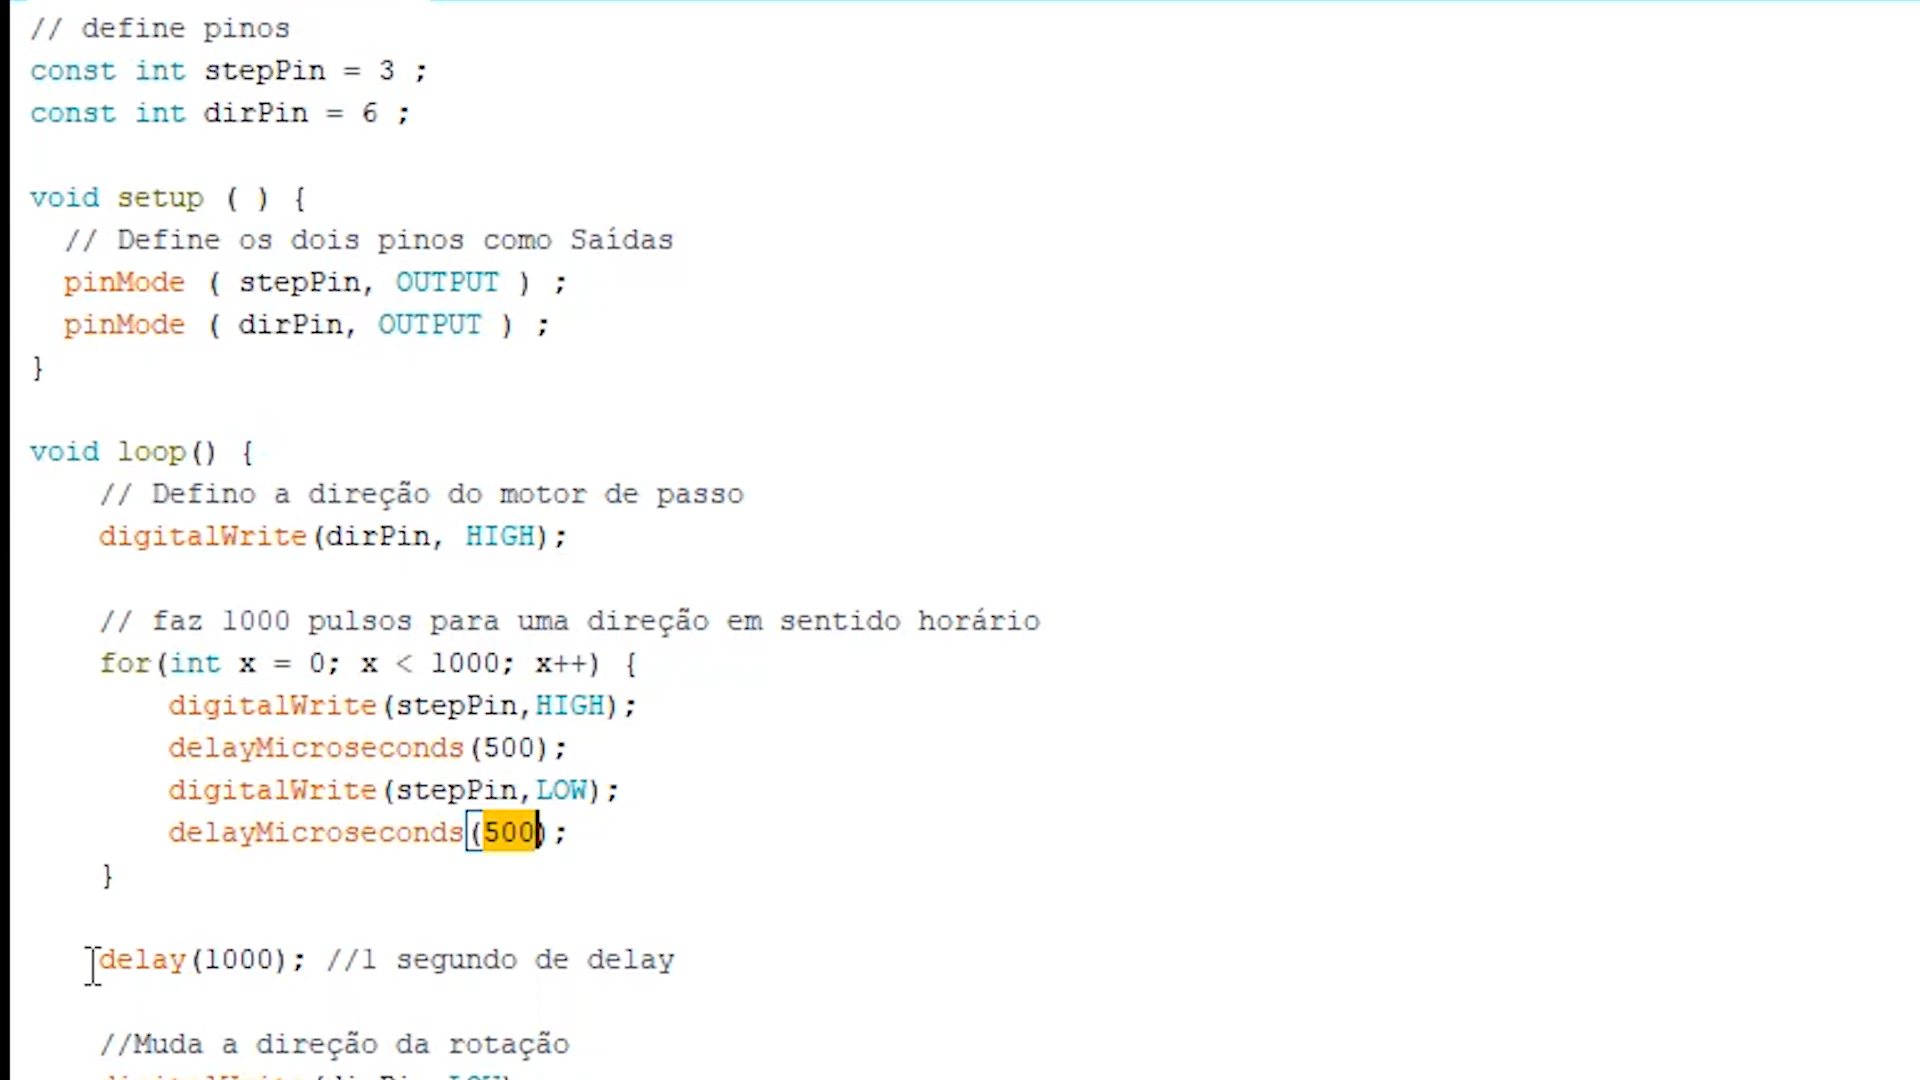 // define pinos
const int stepPin = 3 ;
const int dirPin = 6 ;
void setup ( ) {
// Define os dois pinos como Saídas
pinMode ( stepPin, OUTPUT ) ;
pinMode ( dirPin, OUTPUT ) ;
}
void loop() {
// Defino a direção do motor de passo
digitalWrite(dirPin, HIGH);
// faz 1000 pulsos para uma direção em sentido horário
for(int x = 0; x < 1000; x++) {
digitalWrite(stepPin,HIGH);
delayMicroseconds(500);
digitalWrite(stepPin,LOW);
delayMicroseconds(500);
}
delay(1000); //1 segundo de delay
//Muda a direção da rotação